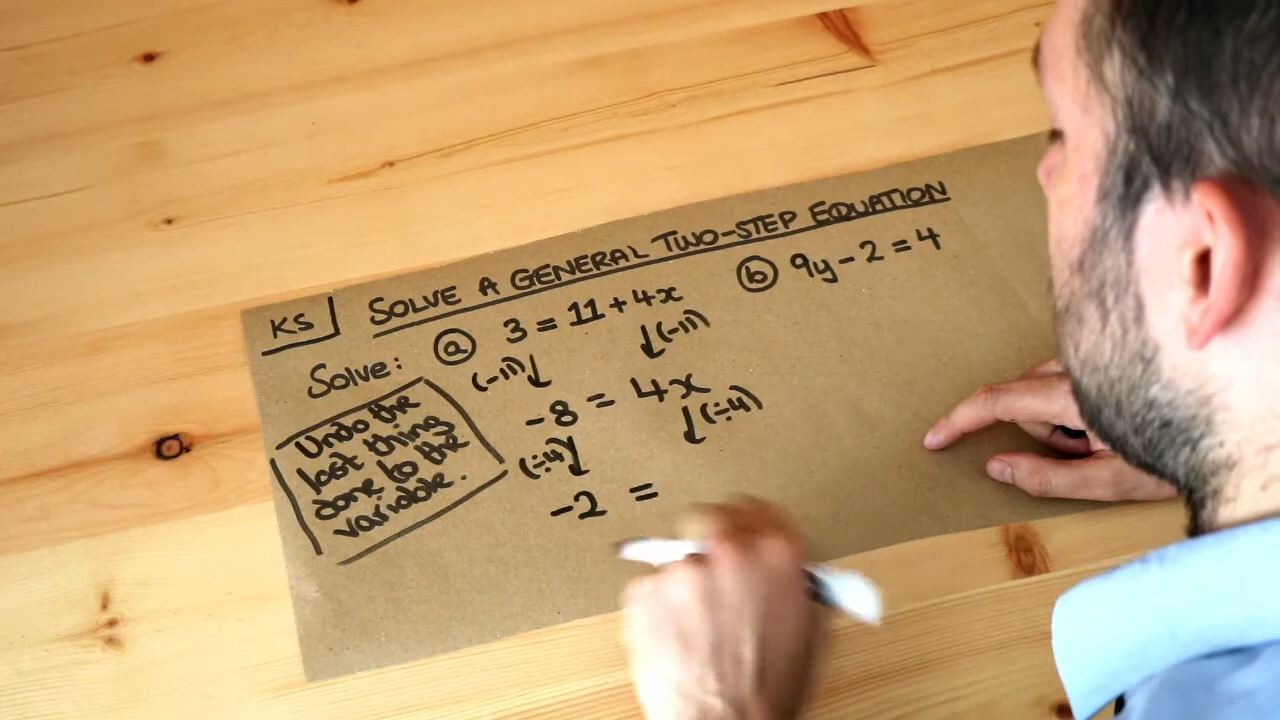 KS
SOLVE A GENERAL TWO-STEP EQUATION
Solve:
Undo the
last thing
done to the
variable.
ⓐ 3 = 11 + 4x
(-11)↓ ↓(-11)
-8 = 4x
(÷4)↓ ↓(÷4)
-2 =
ⓑ 9y - 2 = 4